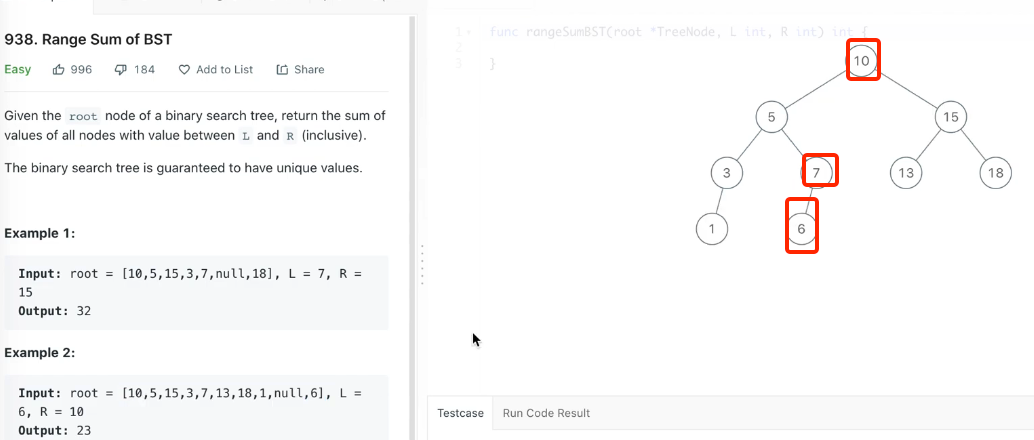 938. Range Sum of BST
Easy 996 184 Add to List Share
Given the root node of a binary search tree, return the sum of
values of all nodes with value between L and R (inclusive).
The binary search tree is guaranteed to have unique values.
Example 1:
Input: root = [10,5,15,3,7,null,18], L = 7, R =
15
Output: 32
Example 2:
Input: root = [10,5,15,3,7,13,18,1,null,6], L =
6, R = 10
Output: 23
1 func rangeSumBST(root *TreeNode, L int, R int) int {
2
3 }
10
5 15
3 7 13 18
1 6
Testcase Run Code Result